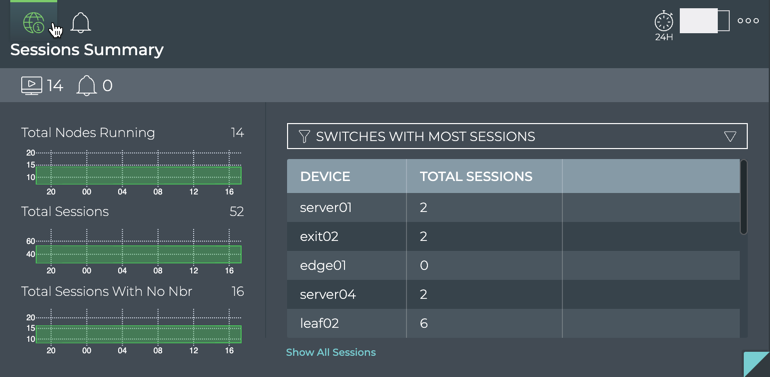 24H
Sessions Summary
14 0
Total Nodes Running 14
20
15
10
20 00 04 08 12 16
Total Sessions 52
60
40
20 00 04 08 12 16
Total Sessions With No Nbr 16
20
15
10
20 00 04 08 12 16
SWITCHES WITH MOST SESSIONS
DEVICE TOTAL SESSIONS
server01 2
exit02 2
edge01 0
server04 2
leaf02 6
Show All Sessions